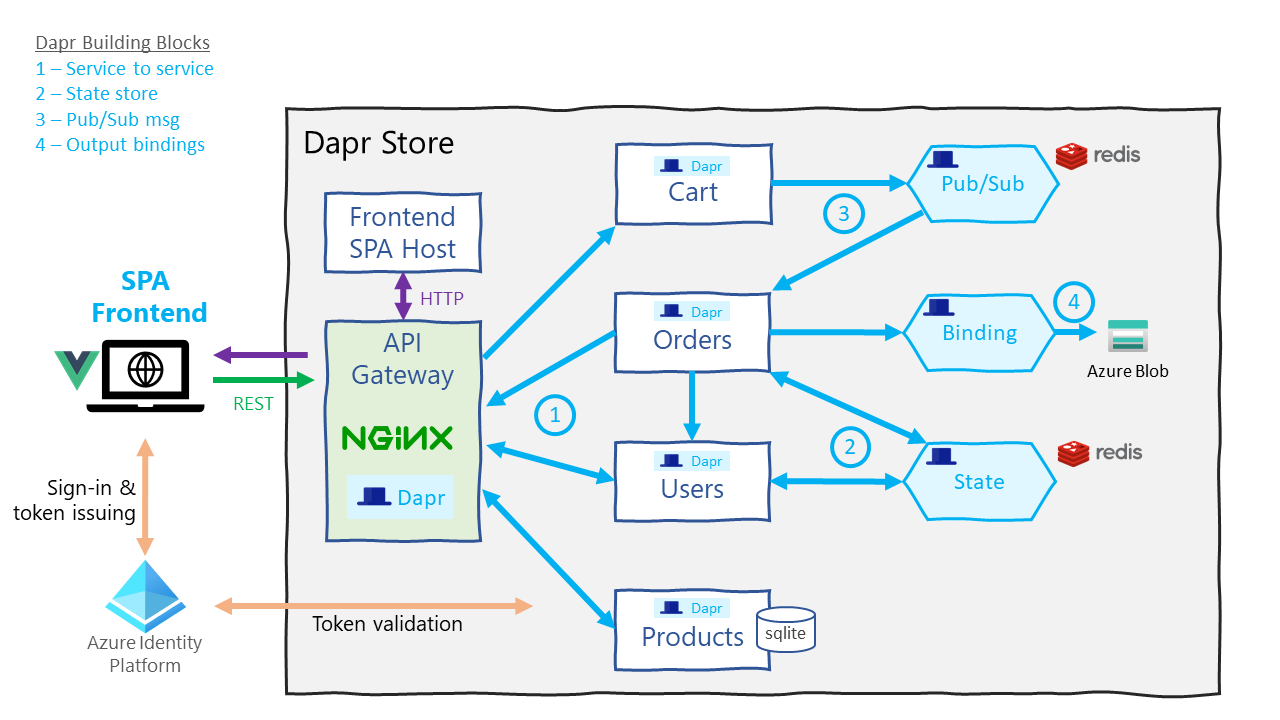 Dapr Building Blocks
1 – Service to service
2 – State store
3 – Pub/Sub msg
4 – Output bindings
Dapr Store
Frontend
SPA Host
HTTP
SPA
Frontend
REST
API
Gateway
NGINX
Dapr
Sign-in &
token issuing
Azure Identity
Platform
Token validation
Dapr
Cart
3
Pub/Sub
redis
Dapr
Orders
Binding
4
Azure Blob
1
Dapr
Users
2
State
redis
Dapr
Products
sqlite